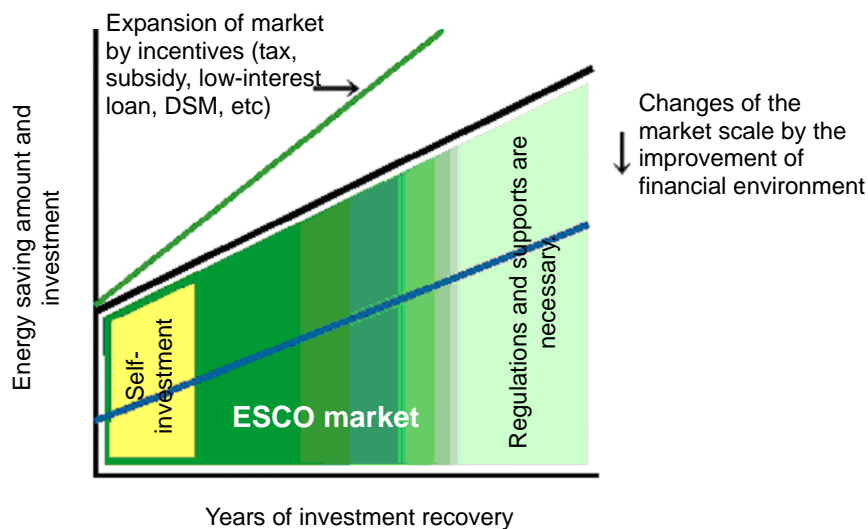 Expansion of market
by incentives (tax,
subsidy, low-interest
loan, DSM, etc)
Changes of the
market scale by the
improvement of
financial environment
Energy saving amount and
investment
Self-
investment
ESCO market
Regulations and supports are
necessary
Years of investment recovery